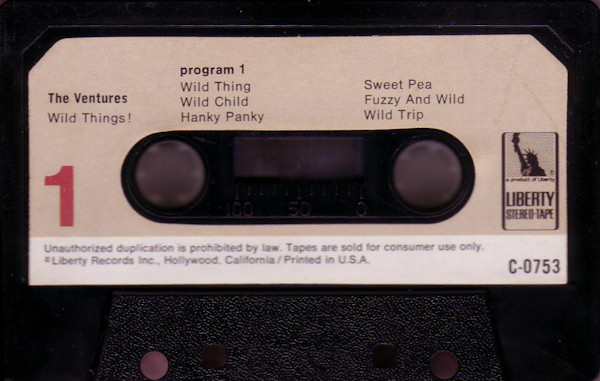 The Ventures
Wild Things!
program 1
Wild Thing
Wild Child
Hanky Panky
Sweet Pea
Fuzzy And Wild
Wild Trip
1
100 50 0
a product of Liberty
LIBERTY
STEREO-TAPE
®
Unauthorized duplication is prohibited by law. Tapes are sold for consumer use only.
©Liberty Records Inc., Hollywood, California/Printed in U.S.A.
C-0753